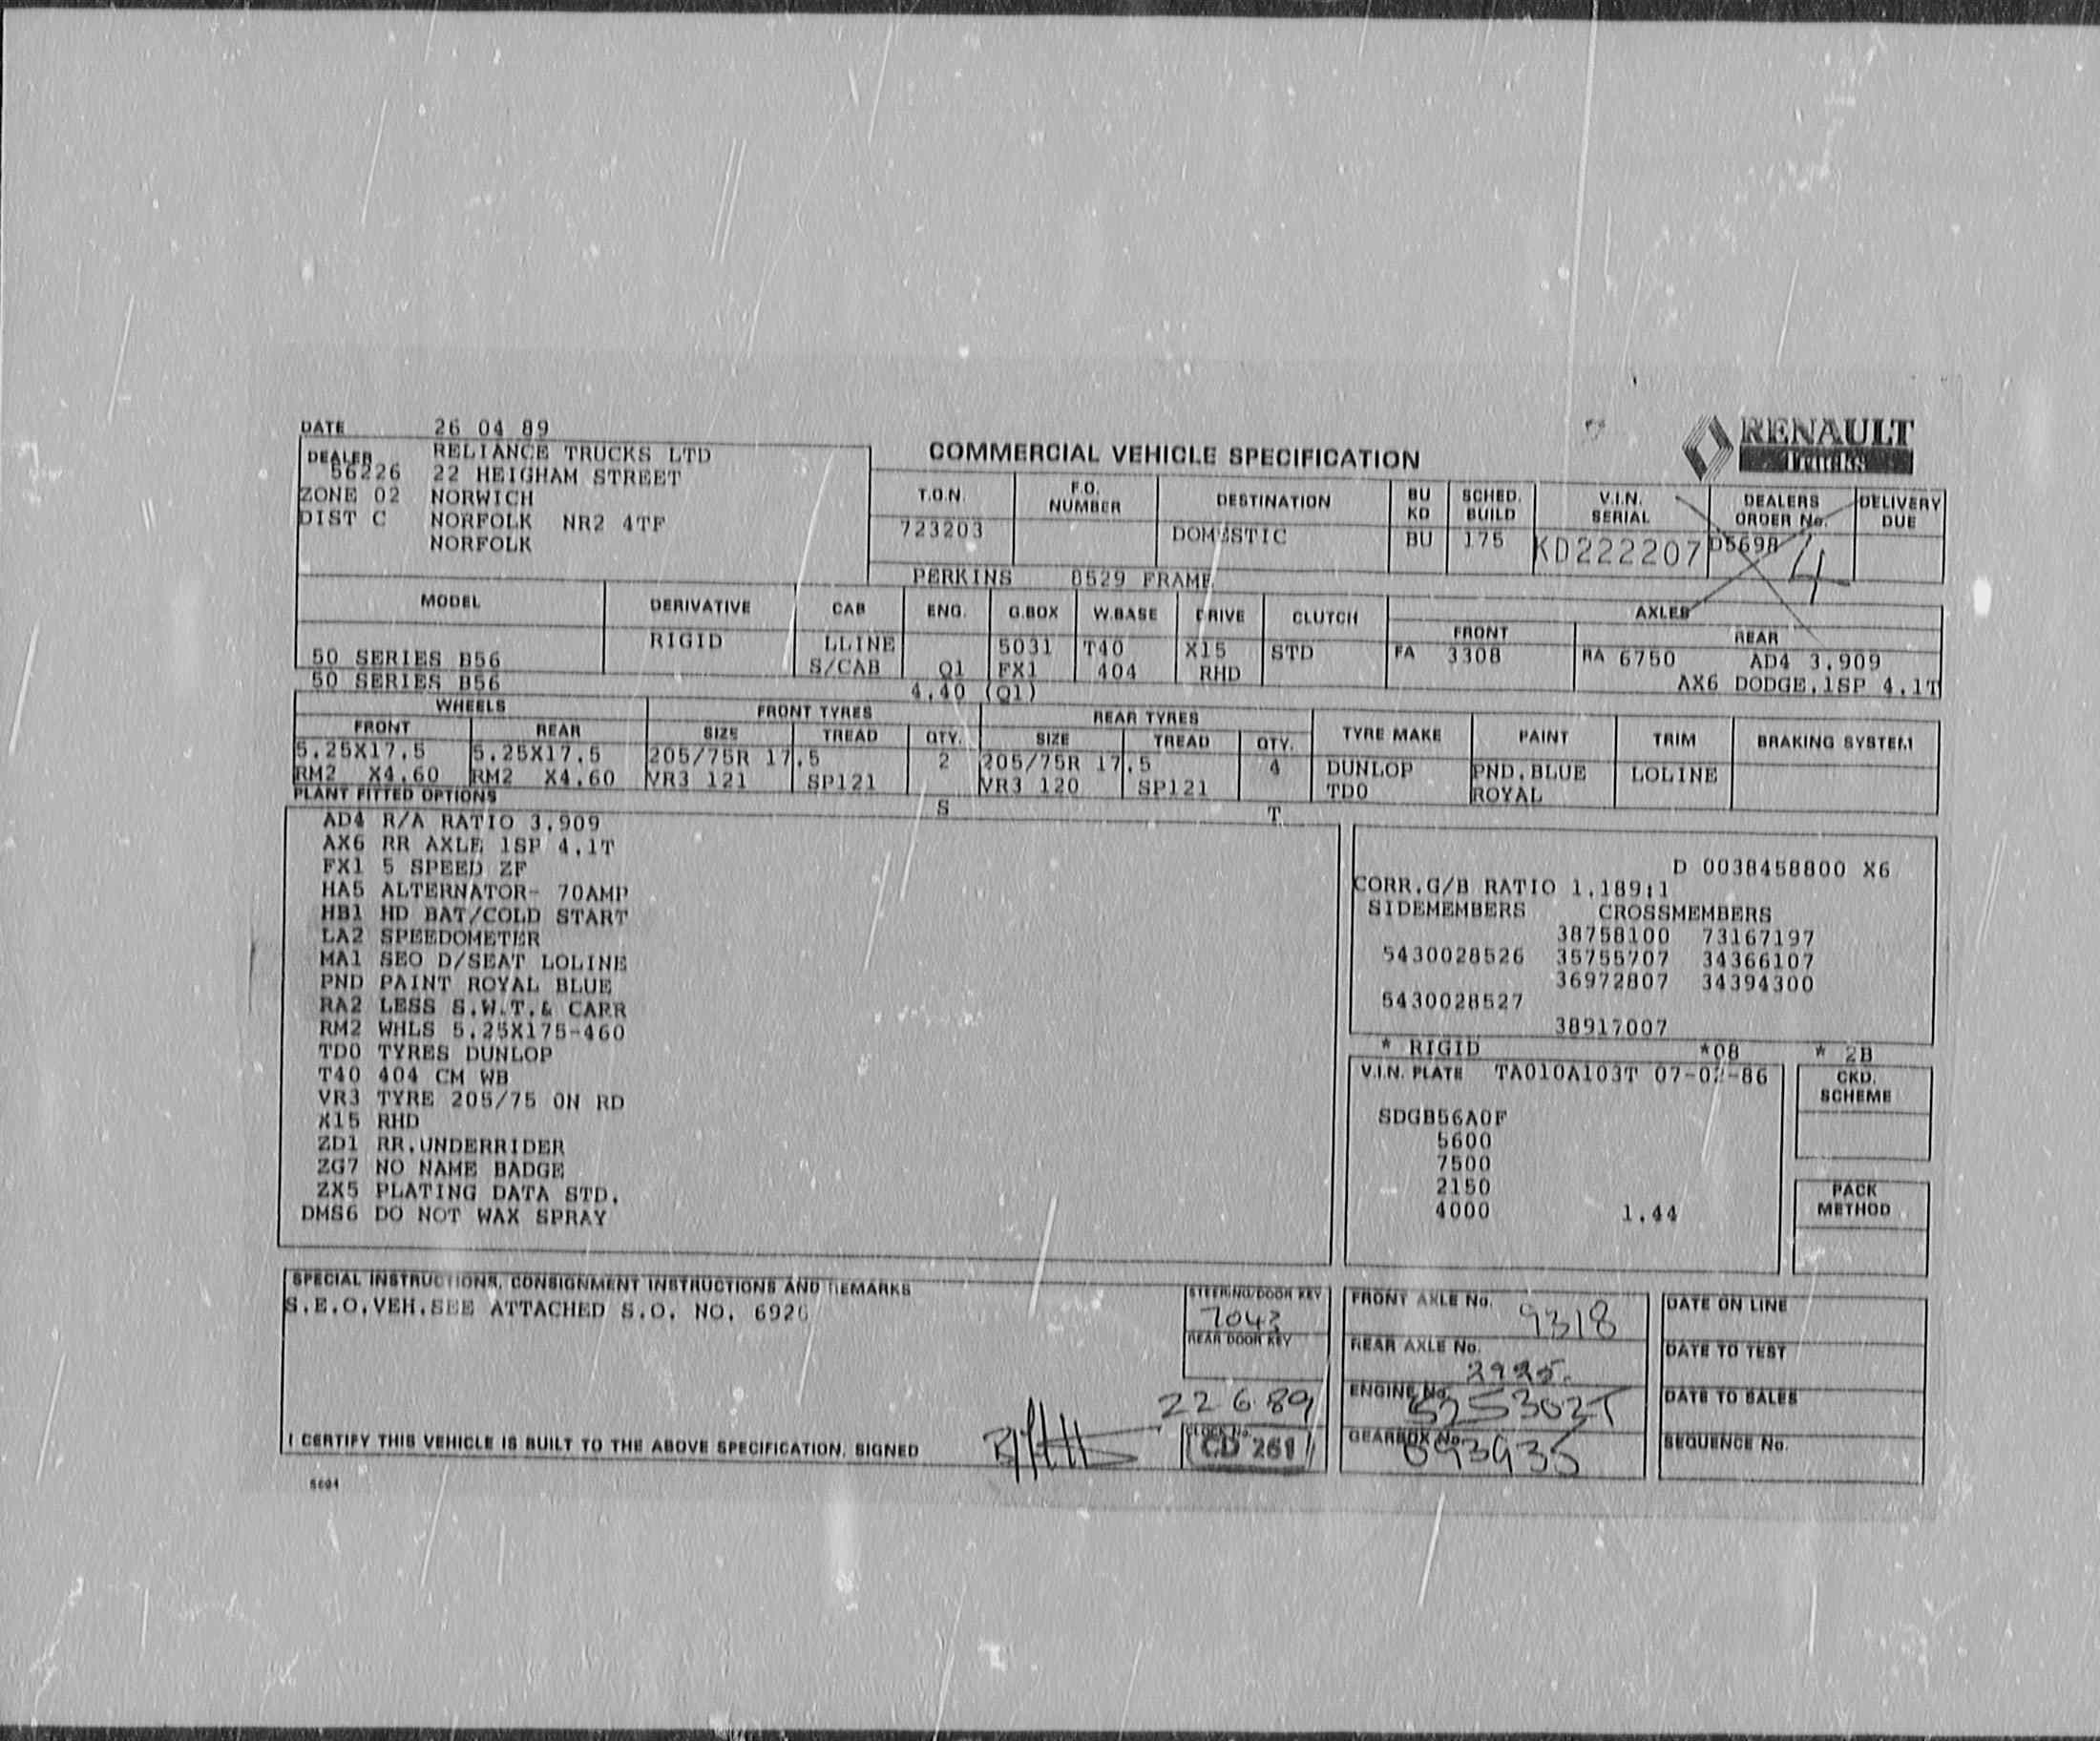 DATE 26 04 89
RENAULT
Trucks
DEALER RELIANCE TRUCKS LTD
56226 22 HEIGHAM STREET
ZONE 02 NORWICH
DIST C NORFOLK NR2 4TF
NORFOLK
COMMERCIAL VEHICLE SPECIFICATION
T.O.N. F.O. NUMBER DESTINATION BU KD SCHED. BUILD V.I.N. SERIAL DEALERS ORDER No. DELIVERY DUE
723203 DOMESTIC BU 175 KD222207 D5698 4
PERKINS 8529 FRAME
MODEL DERIVATIVE CAB ENG. G.BOX W.BASE DRIVE CLUTCH AXLES
FRONT REAR
RIGID LLINE 5031 T40 X15 STD FA 3308 RA 6750 AD4 3.909
50 SERIES B56 S/CAB Q1 FX1 404 RHD
50 SERIES B56 4.40 (Q1) AX6 DODGE.1SP 4.1T
WHEELS FRONT TYRES REAR TYRES
FRONT REAR SIZE TREAD QTY. SIZE TREAD QTY. TYRE MAKE PAINT TRIM BRAKING SYSTEM
5.25X17.5 5.25X17.5 205/75R 17.5 2 205/75R 17.5 4 DUNLOP PND.BLUE LOLINE
RM2 X4.60 RM2 X4.60 VR3 121 SP121 VR3 120 SP121 TD0 ROYAL
PLANT FITTED OPTIONS S T
AD4 R/A RATIO 3.909
AX6 RR AXLE 1SP 4.1T
FX1 5 SPEED ZF
HA5 ALTERNATOR- 70AMP
HB1 HD BAT/COLD START
LA2 SPEEDOMETER
MA1 SEO D/SEAT LOLINE
PND PAINT ROYAL BLUE
RA2 LESS S.W.T.& CARR
RM2 WHLS 5.25X175-460
TD0 TYRES DUNLOP
T40 404 CM WB
VR3 TYRE 205/75 ON RD
X15 RHD
ZD1 RR.UNDERRIDER
ZG7 NO NAME BADGE
ZX5 PLATING DATA STD.
DMS6 DO NOT WAX SPRAY
D 0038458800 X6
CORR.G/B RATIO 1.189:1
SIDEMEMBERS CROSSMEMBERS
38758100 73167197
5430028526 35755707 34366107
36972807 34394300
5430028527
38917007
* RIGID *08 * 2B
V.I.N. PLATE TA010A103T 07-02-86
SDGB56A0F
5600
7500
2150
4000 1.44
CKD. SCHEME
PACK METHOD
SPECIAL INSTRUCTIONS, CONSIGNMENT INSTRUCTIONS AND REMARKS
S.E.O.VEH.SEE ATTACHED S.O. NO. 6926
STEERING/DOOR KEY
7043
REAR DOOR KEY
22 6 89
CLOCK No.
CD 261
I CERTIFY THIS VEHICLE IS BUILT TO THE ABOVE SPECIFICATION. SIGNED
FRONT AXLE No. 9318
REAR AXLE No. 2925
ENGINE No. 525302T
GEARBOX No. 093935
DATE ON LINE
DATE TO TEST
DATE TO SALES
SEQUENCE No.
5604